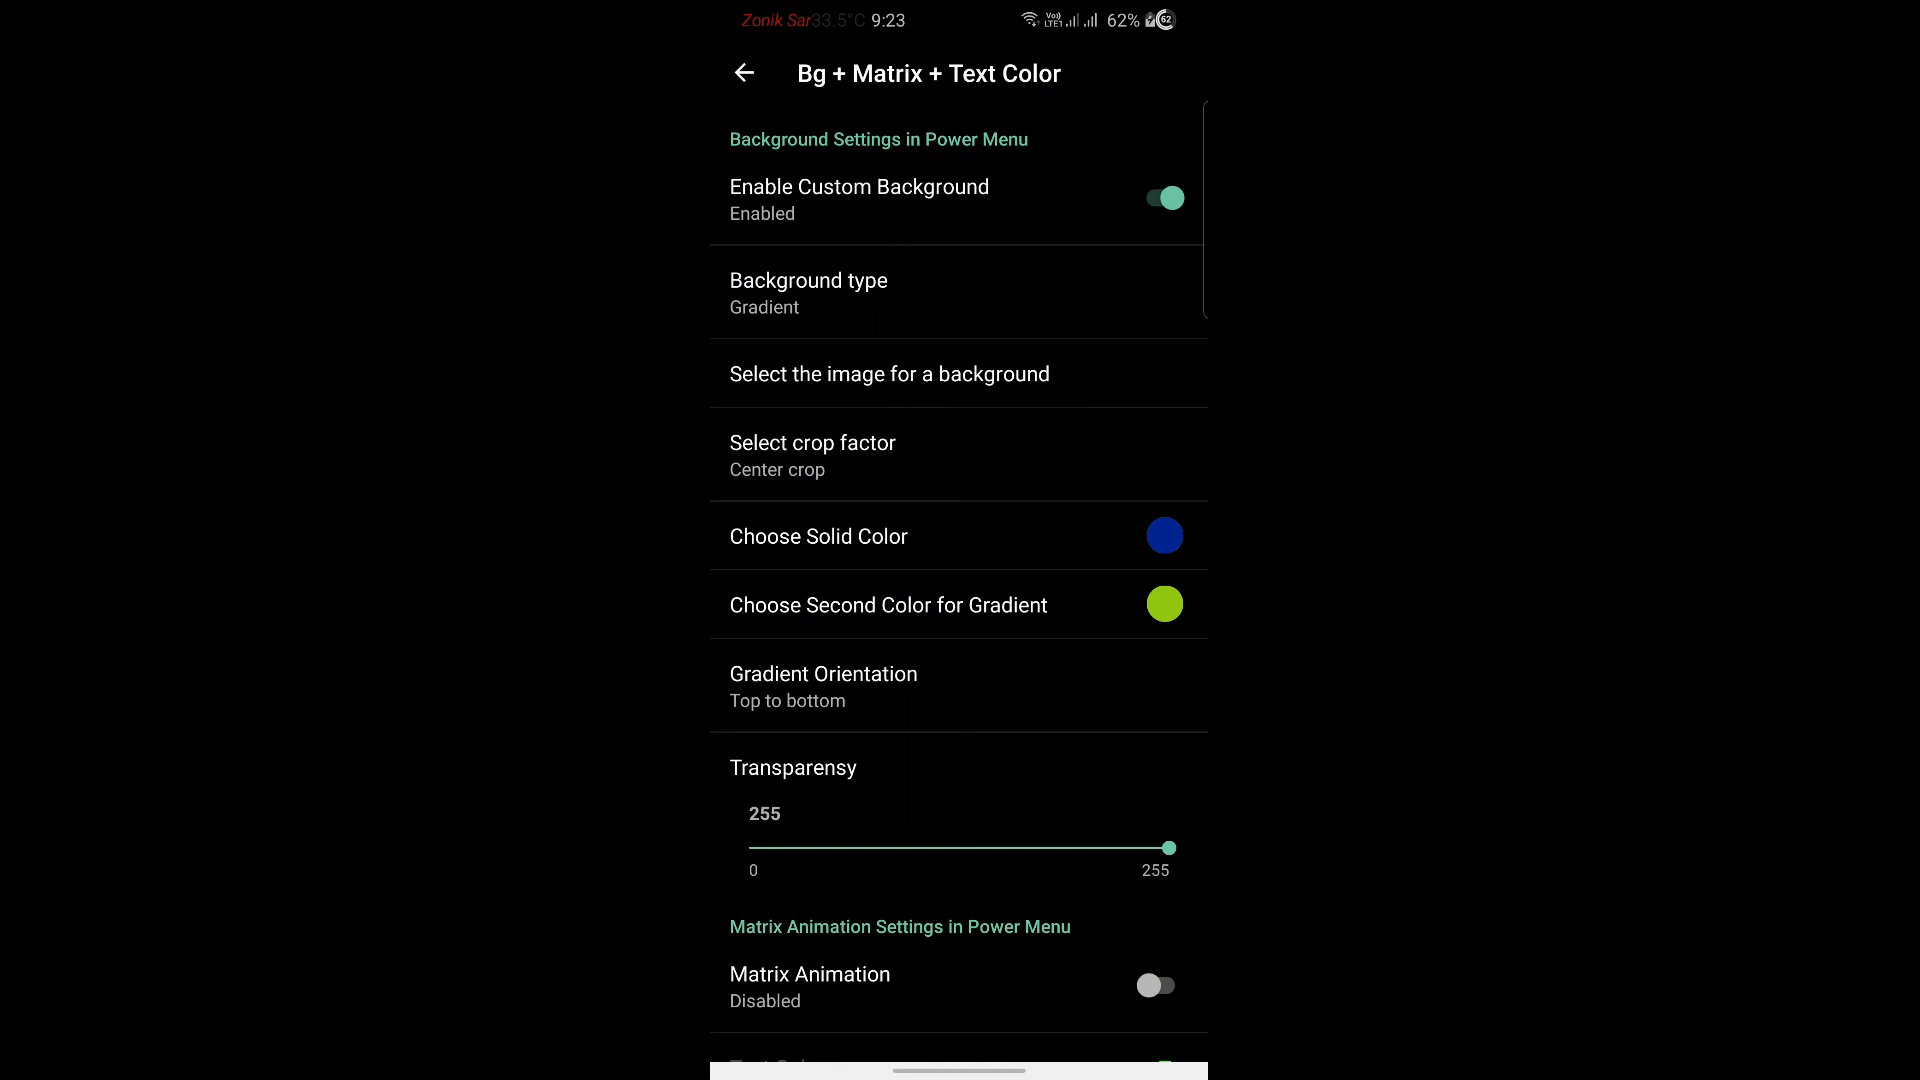 Zonik Sar33.5°C 9:23 Vo)) LTE1 62% 62
Bg + Matrix + Text Color
Background Settings in Power Menu
Enable Custom Background
Enabled
Background type
Gradient
Select the image for a background
Select crop factor
Center crop
Choose Solid Color
Choose Second Color for Gradient
Gradient Orientation
Top to bottom
Transparensy
255
0 255
Matrix Animation Settings in Power Menu
Matrix Animation
Disabled